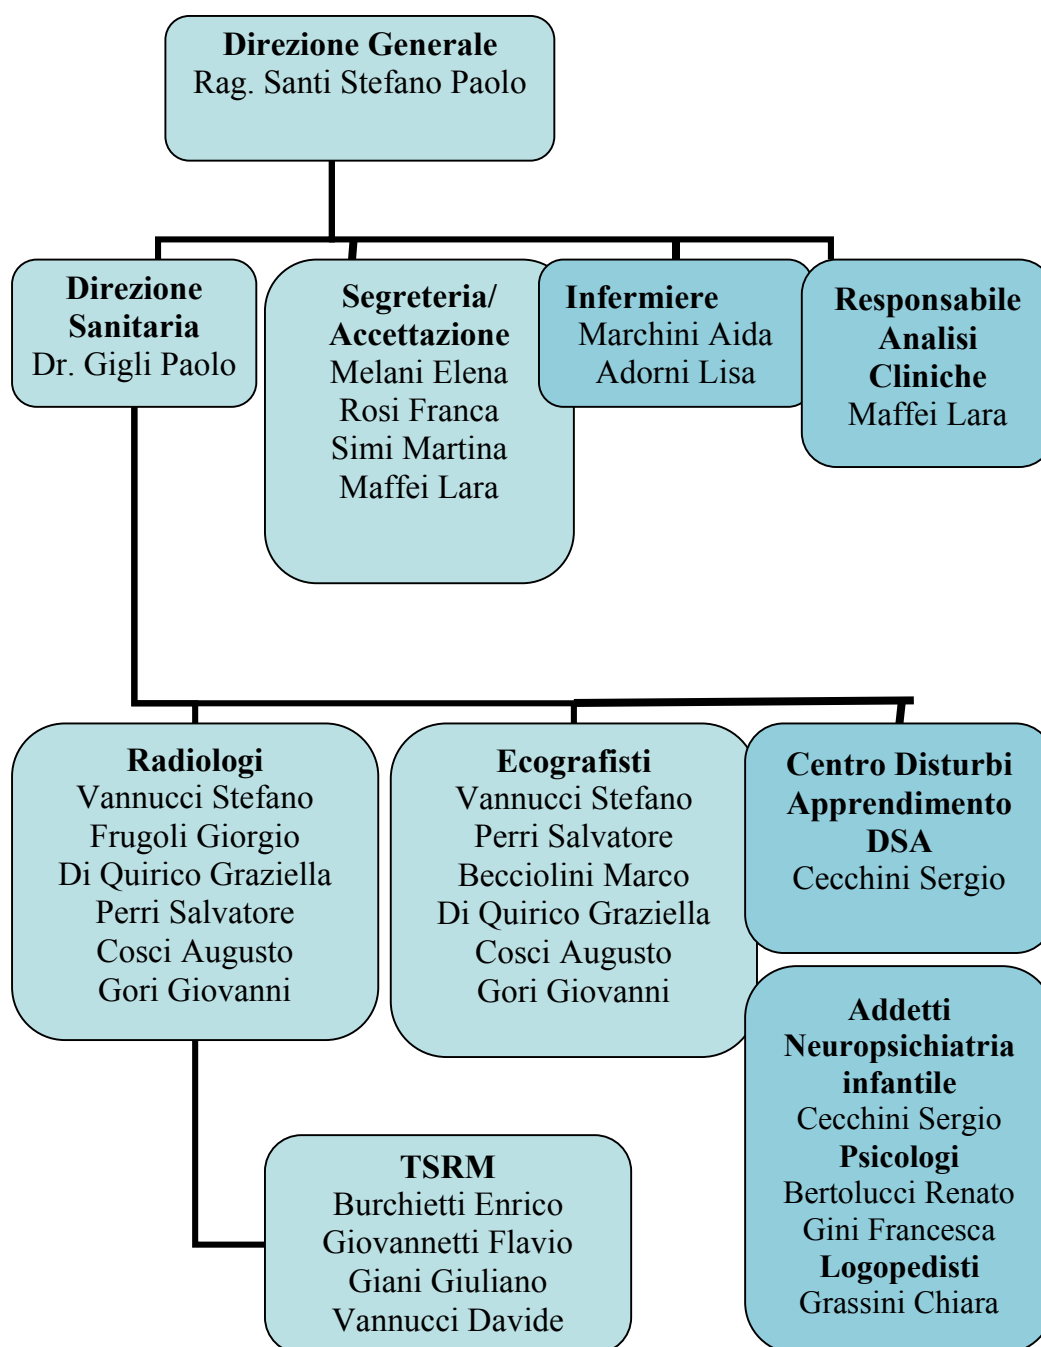 Direzione Generale
Rag. Santi Stefano Paolo
Direzione
Sanitaria
Dr. Gigli Paolo
Segreteria/
Accettazione
Melani Elena
Rosi Franca
Simi Martina
Maffei Lara
Infermiere
Marchini Aida
Adorni Lisa
Responsabile
Analisi
Cliniche
Maffei Lara
Radiologi
Vannucci Stefano
Frugoli Giorgio
Di Quirico Graziella
Perri Salvatore
Cosci Augusto
Gori Giovanni
Ecografisti
Vannucci Stefano
Perri Salvatore
Becciolini Marco
Di Quirico Graziella
Cosci Augusto
Gori Giovanni
Centro Disturbi
Apprendimento
DSA
Cecchini Sergio
Addetti
Neuropsichiatria
infantile
Cecchini Sergio
Psicologi
Bertolucci Renato
Gini Francesca
Logopedisti
Grassini Chiara
TSRM
Burchietti Enrico
Giovannetti Flavio
Giani Giuliano
Vannucci Davide